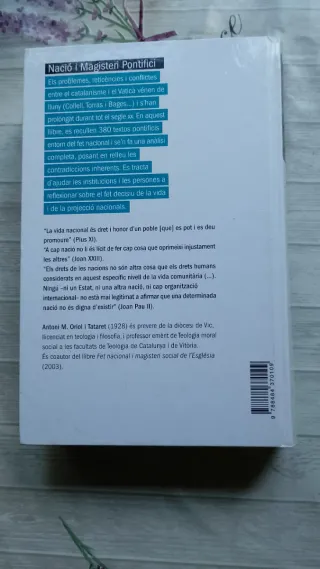 Nació i Magisteri Pontifici
Els problemes, rebomboris i conflictes
entre el catalanisme i el Vaticà vénen de
lluny (Collell, Torras i Bages...) i s'han
prolongat durant tot el segle XX. En aquest
llibre, es recullen 380 textos pontificis
entorn del fet nacional i se'n fa una anàlisi
completa, posant en relleu les
contradiccions inherents. Es tracta
d'ajudar les institucions i les persones a
reflexionar sobre el fet decisiu de la vida
i de la projecció nacionals.
"La vida nacional és dret i honor d'un poble [que] es pot i es deu
promoure" (Pius XI).
"A cap nació no li és lícit de fer cap cosa que oprimeixi injustament
les altres" (Joan XXIII).
"Els drets de les nacions no són altra cosa que els drets humans
considerats en aquest específic nivell de la vida comunitària (...).
Ningú -ni un Estat, ni una altra nació, ni cap organització
internacional- no està mai legitimat a afirmar que una determinada
nació no és digna d'existir" (Joan Pau II).
Antoni M. Oriol i Tataret (1928) és prevere de la diòcesi de Vic,
llicenciat en teologia i filosofia, i professor emèrit de Teologia moral
social a les facultats de Teologia de Catalunya i de Vitòria.
És coautor del llibre Fet nacional i magisteri social de l'Església
(2003).